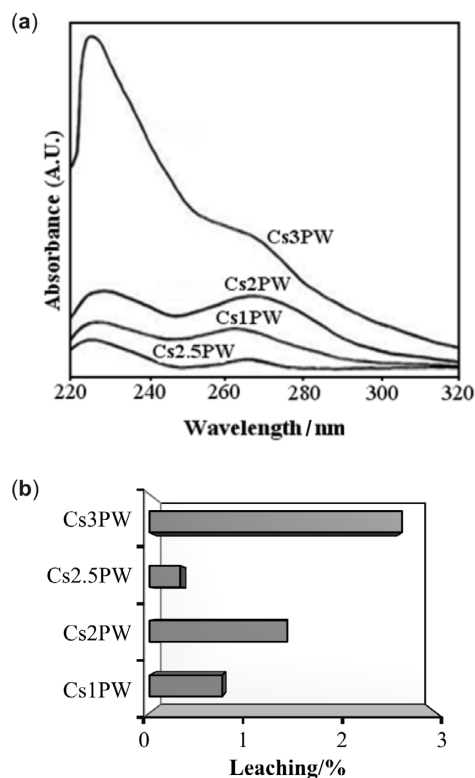 (a)
Absorbance (A.U.)
Cs3PW
Cs2PW
Cs1PW
Cs2.5PW
220 240 260 280 300 320
Wavelength / nm
(b)
Cs3PW
Cs2.5PW
Cs2PW
Cs1PW
0 1 2 3
Leaching/%